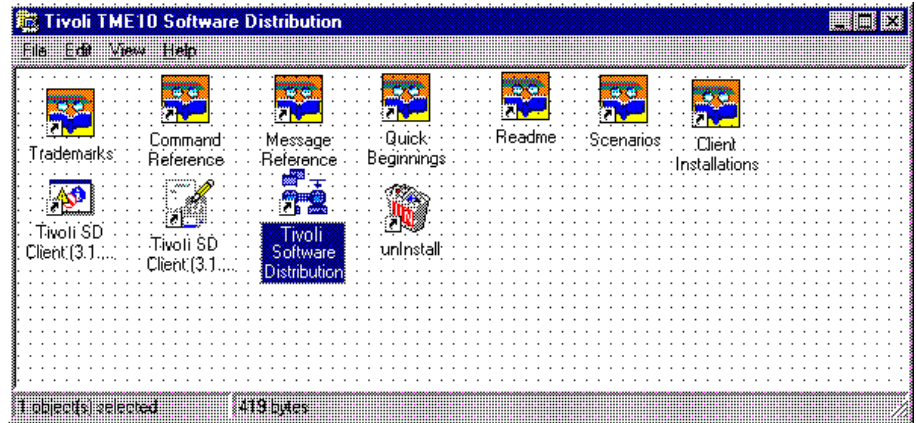 Tivoli TME10 Software Distribution
File Edit View Help
Trademarks
Command
Reference
Message
Reference
Quick
Beginnings
Readme
Scenarios
Client
Installations
Tivoli SD
Client (3.1....
Tivoli SD
Client (3.1....
Tivoli
Software
Distribution
unInstall
1 object(s) selected
419 bytes